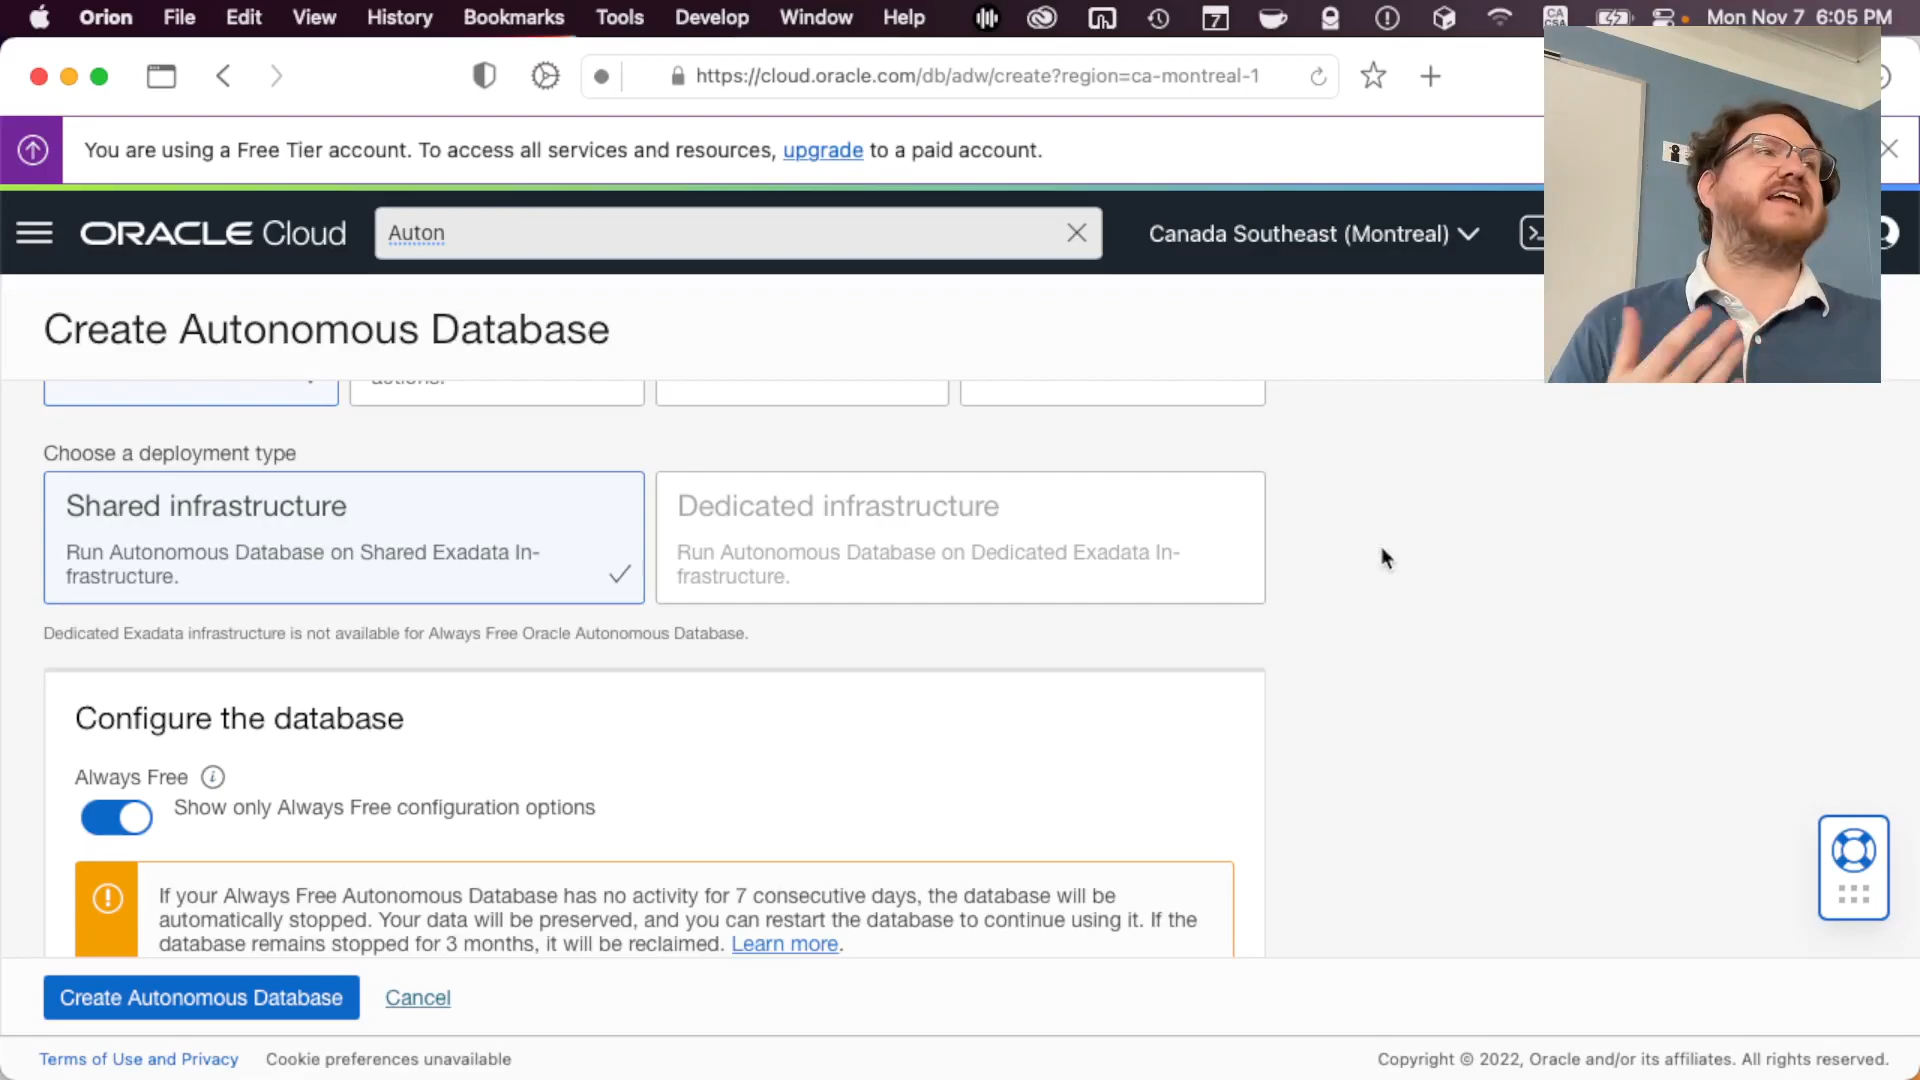 Orion File Edit View History Bookmarks Tools Develop Window Help 7 CA CSA Mon Nov 7 6:05 PM
https://cloud.oracle.com/db/adw/create?region=ca-montreal-1
You are using a Free Tier account. To access all services and resources, upgrade to a paid account.
ORACLE Cloud
Auton
Canada Southeast (Montreal)
Create Autonomous Database
Choose a deployment type
Shared infrastructure
Run Autonomous Database on Shared Exadata In-
frastructure.
Dedicated infrastructure
Run Autonomous Database on Dedicated Exadata In-
frastructure.
Dedicated Exadata infrastructure is not available for Always Free Oracle Autonomous Database.
Configure the database
Always Free
Show only Always Free configuration options
If your Always Free Autonomous Database has no activity for 7 consecutive days, the database will be
automatically stopped. Your data will be preserved, and you can restart the database to continue using it. If the
database remains stopped for 3 months, it will be reclaimed. Learn more.
Create Autonomous Database Cancel
Terms of Use and Privacy Cookie preferences unavailable
Copyright © 2022, Oracle and/or its affiliates. All rights reserved.